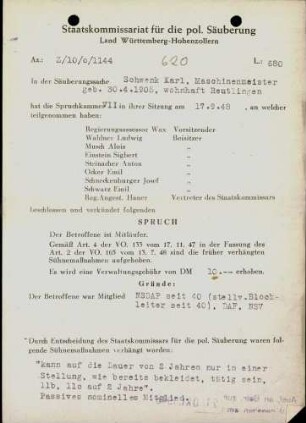 Staatskommissariat für die pol. Säuberung
Land Württemberg-Hohenzollern
Az: Z/10/o/1144 620 L: 680
In der Säuberungssache Schwenk Karl, Maschinenmeister
geb. 30.4.1905, wohnhaft Reutlingen
hat die Spruchkammer VII in ihrer Sitzung am 17.9.48 , an welcher
teilgenommen haben:
Regierungsassessor Wax Vorsitzender
Waldner Ludwig Beisitzer
Musch Alois "
Einstein Sigbert "
Steinacher Anton "
Oeker Emil "
Schneckenburger Josef "
Schwarz Emil "
Reg.Angest. Hauer Vertreter des Staatskommissars
beschlossen und verkündet folgenden
SPRUCH
Der Betroffene ist Mitläufer.
Gemäß Art. 4 der VO. 133 vom 17. 11. 47 in der Fassung des
Art. 2 der VO. 165 vom 13. 7. 48 sind die früher verhängten
Sühnemaßnahmen aufgehoben.
Es wird eine Verwaltungsgebühr von DM 10.-- erhoben.
Gründe:
Der Betroffene war Mitglied NSDAP seit 40 (stellv.Block-
leiter seit 40), DAF, NSV
Durch Entscheidung des Staatskommissars für die pol. Säuberung waren fol-
gende Sühnemaßnahmen verhängt worden:
"kann auf die Dauer von 2 Jahren nur in einer
Stellung, wie bereits bekleidet, tätig sein,
1lb, 11c auf 2 Jahre".
Passives nominelles Mitglied.